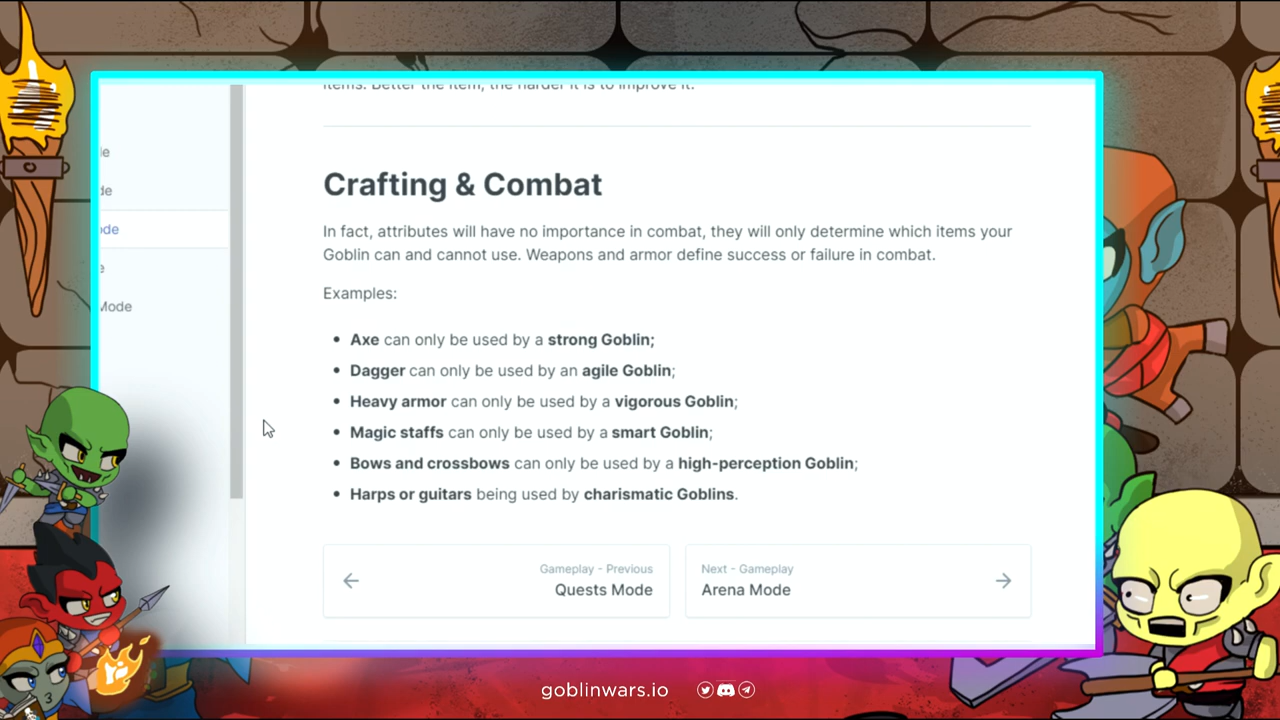 items. Better the item, the harder it is to improve it.
le
de
ode
e
Mode
Crafting & Combat
In fact, attributes will have no importance in combat, they will only determine which items your
Goblin can and cannot use. Weapons and armor define success or failure in combat.
Examples:
• Axe can only be used by a strong Goblin;
• Dagger can only be used by an agile Goblin;
• Heavy armor can only be used by a vigorous Goblin;
• Magic staffs can only be used by a smart Goblin;
• Bows and crossbows can only be used by a high-perception Goblin;
• Harps or guitars being used by charismatic Goblins.
Gameplay - Previous
Quests Mode
Next - Gameplay
Arena Mode
goblinwars.io